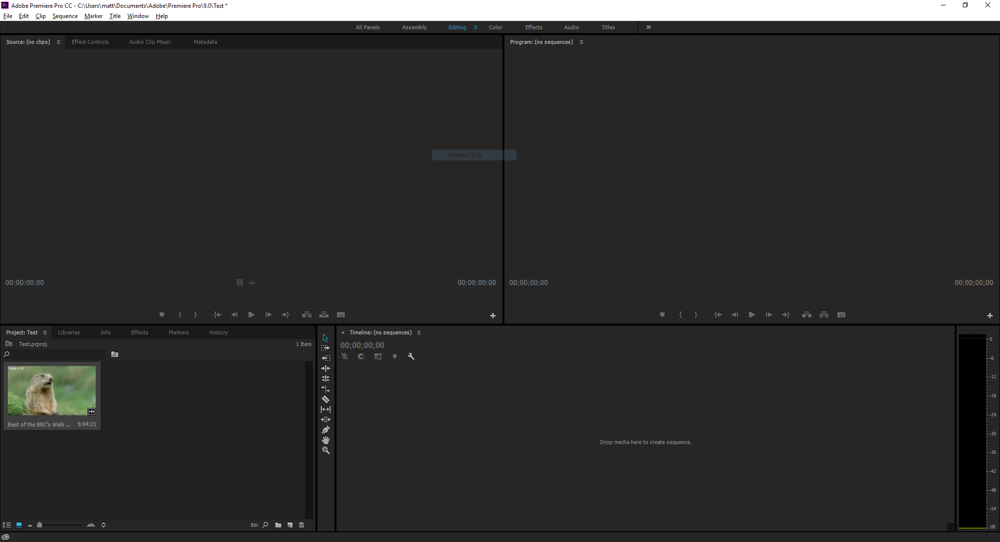 Adobe Premiere Pro CC - C:\Users\matt\Documents\Adobe\Premiere Pro\9.0\Test *
File Edit Clip Sequence Marker Title Window Help
All Panels Assembly Editing Color Effects Audio Titles
Source: (no clips) Effect Controls Audio Clip Mixer: Metadata
Program: (no sequences)
Window Snip
00:00:00:00 00:00:00:00
00;00;00;00 00;00;00;00
Project: Test Libraries Info Effects Markers History
Test.prproj 1 Item
one
Best of the BBC's Walk ... 5:04:21
× Timeline: (no sequences)
00;00;00;00
Drop media here to create sequence.
0
-6
-12
-18
-24
-30
-36
-42
-48
-54
dB